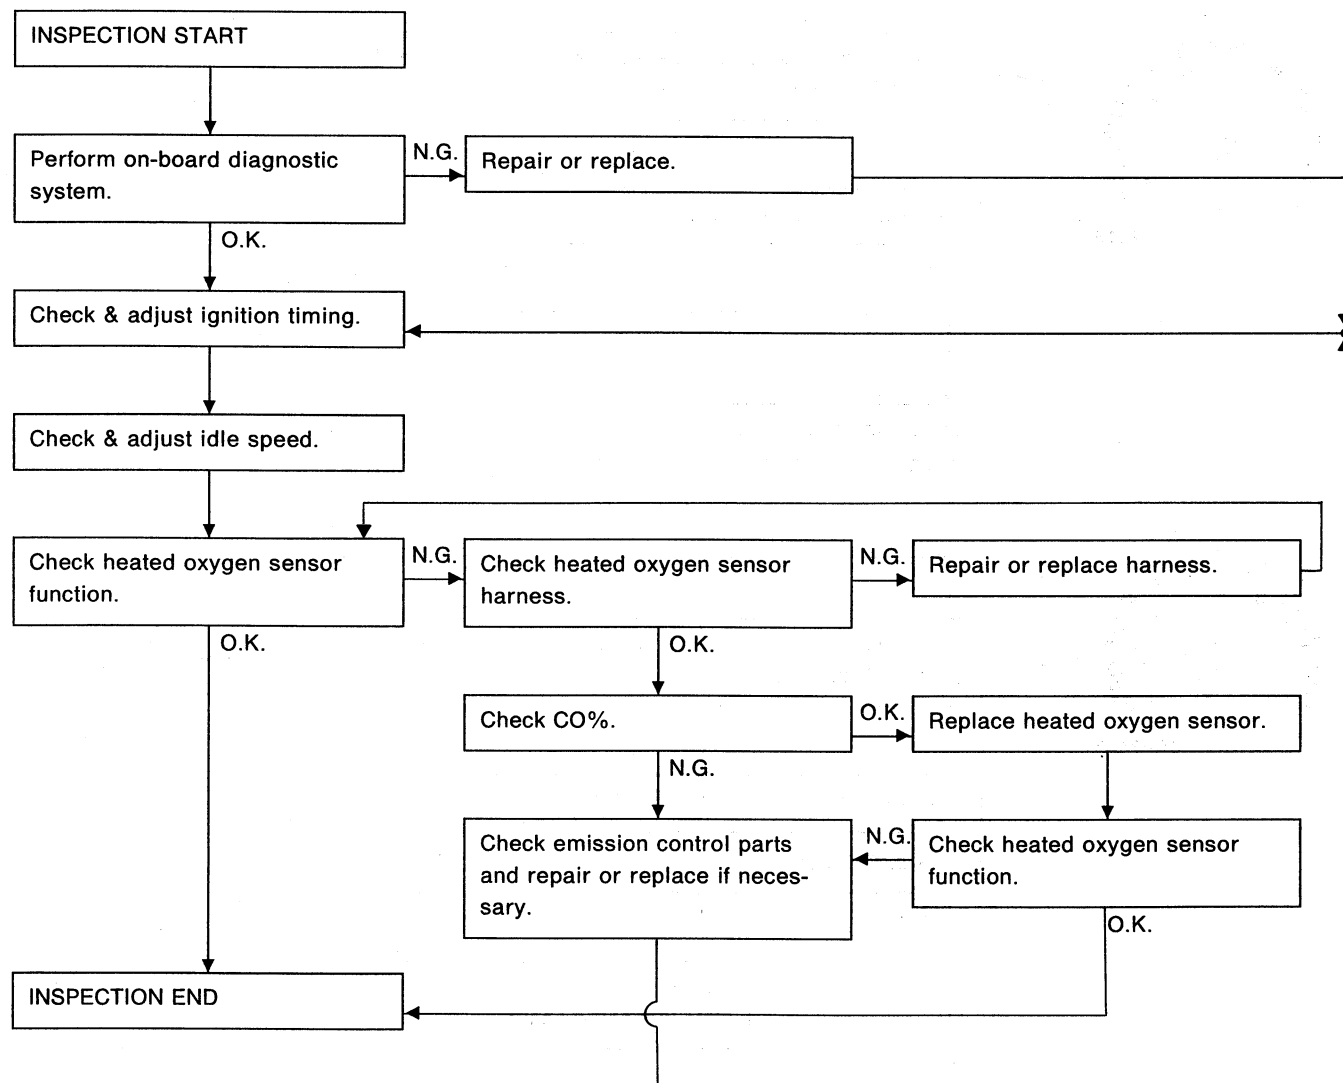 INSPECTION START
Perform on-board diagnostic
system.
N.G.
Repair or replace.
O.K.
Check & adjust ignition timing.
Check & adjust idle speed.
Check heated oxygen sensor
function.
N.G.
Check heated oxygen sensor
harness.
N.G.
Repair or replace harness.
O.K.
O.K.
Check CO%.
O.K.
Replace heated oxygen sensor.
N.G.
Check emission control parts
and repair or replace if neces-
sary.
N.G.
Check heated oxygen sensor
function.
O.K.
INSPECTION END